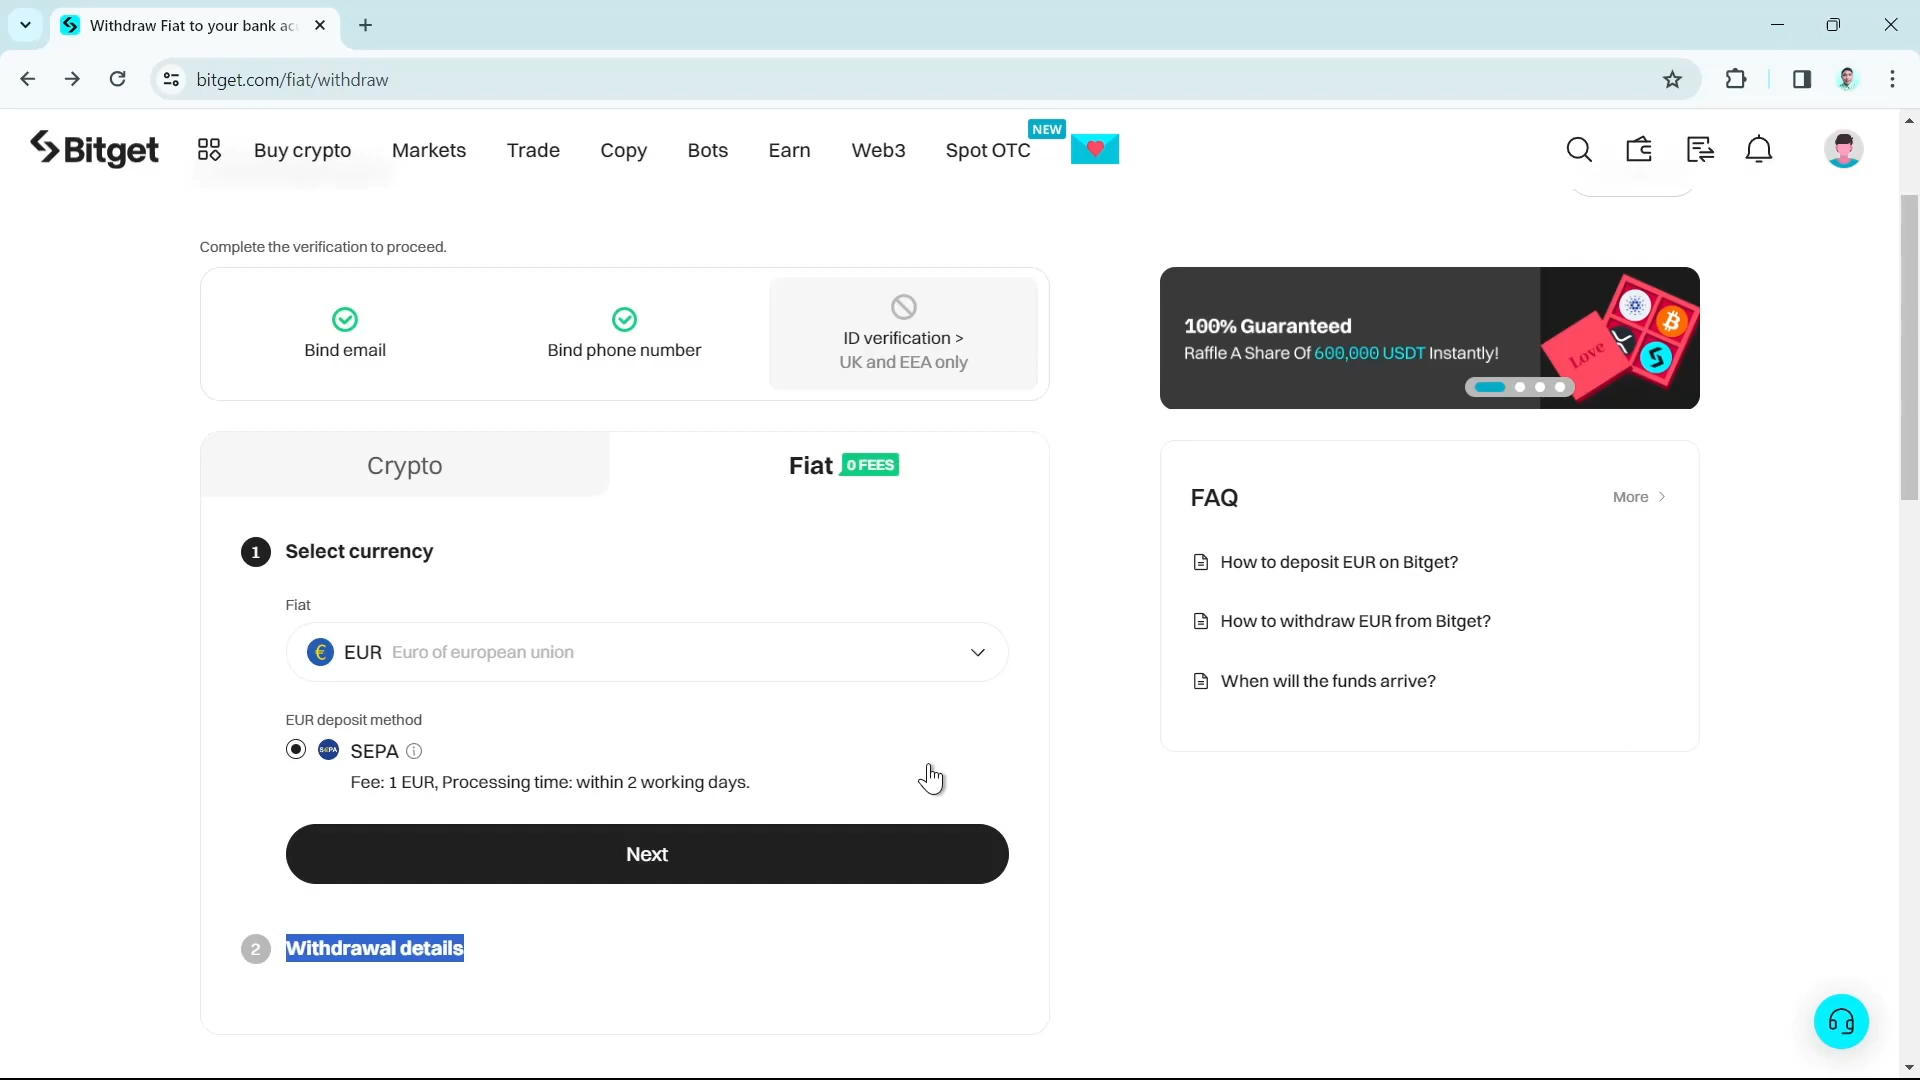 Withdraw Fiat to your bank ac
bitget.com/fiat/withdraw
Bitget
Buy crypto
Markets
Trade
Copy
Bots
Earn
Web3
Spot OTC
NEW
Complete the verification to proceed.
Bind email
Bind phone number
ID verification >
UK and EEA only
100% Guaranteed
Raffle A Share Of 600,000 USDT Instantly!
Love
Crypto
Fiat 0 FEES
1 Select currency
Fiat
€ EUR Euro of european union
EUR deposit method
SEPA SEPA
Fee: 1 EUR, Processing time: within 2 working days.
Next
2 Withdrawal details
FAQ
More >
How to deposit EUR on Bitget?
How to withdraw EUR from Bitget?
When will the funds arrive?